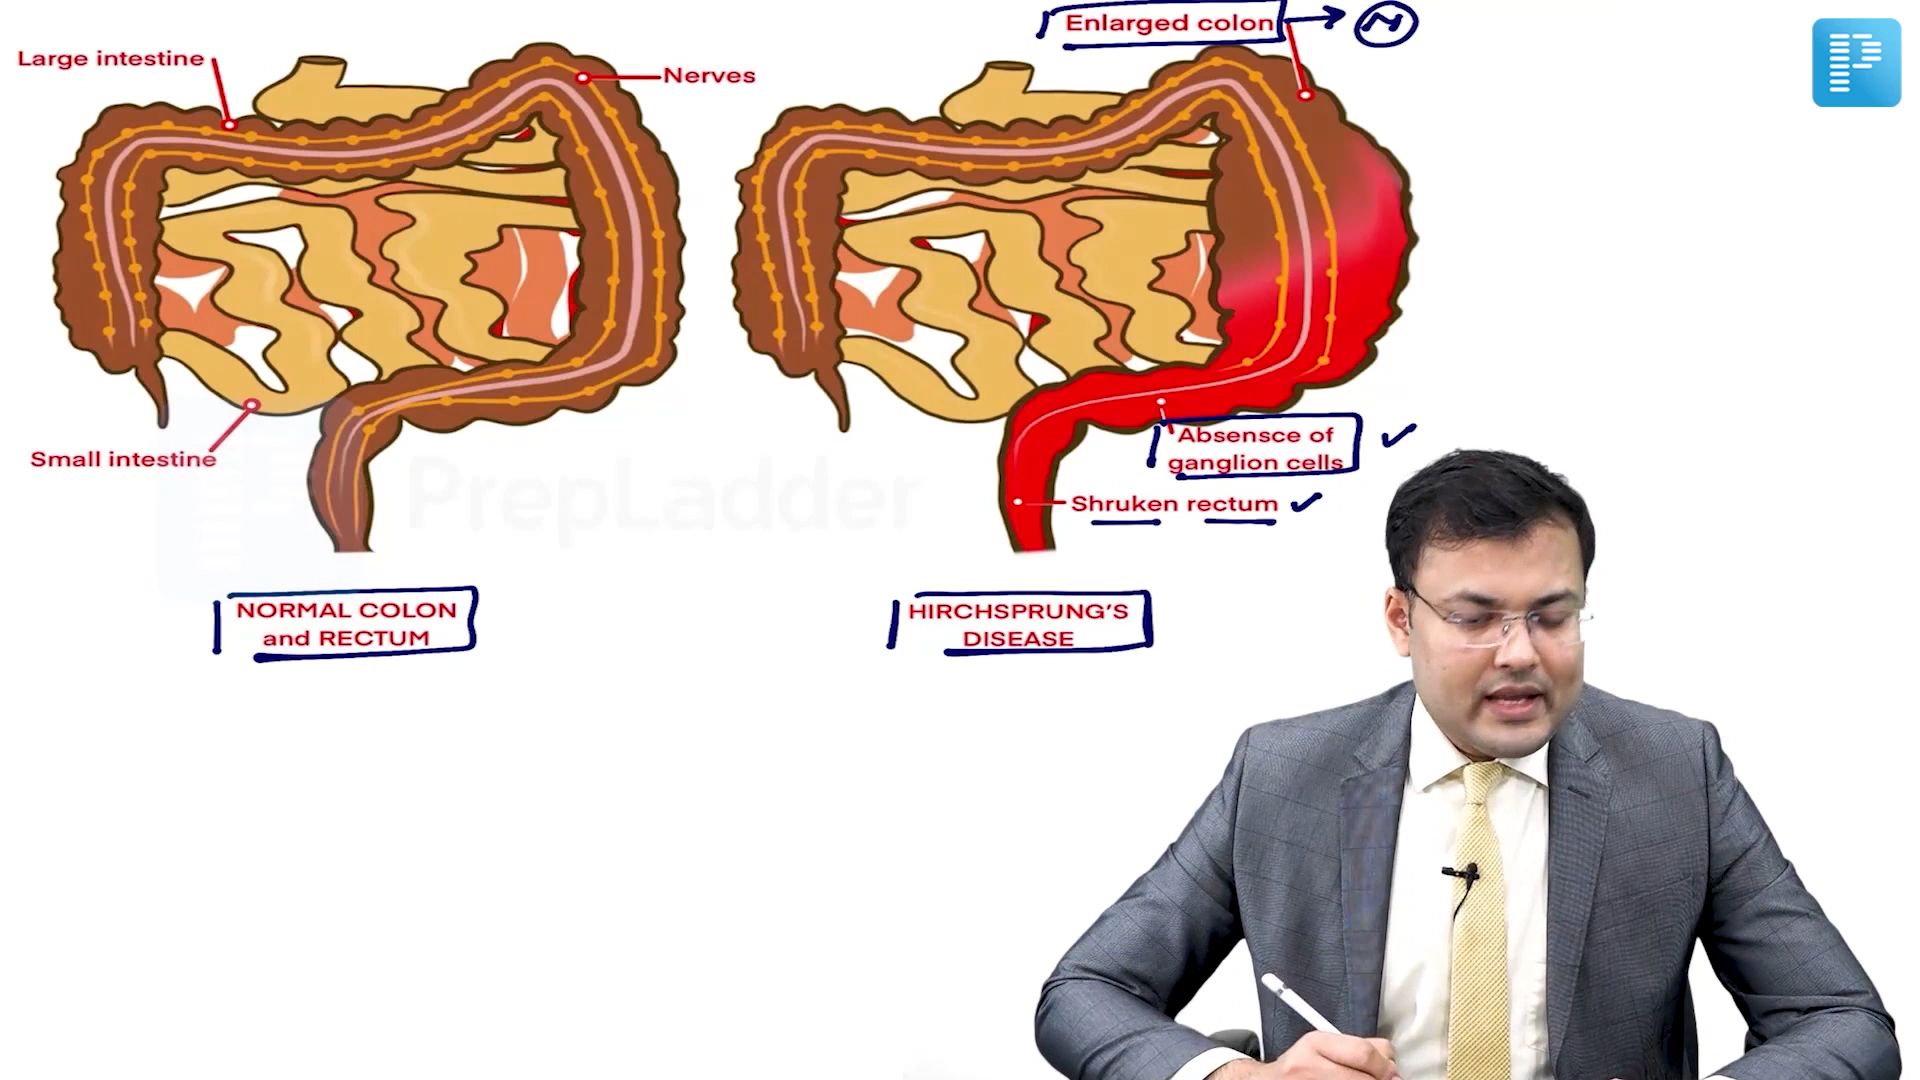 Enlarged colon → N
Large intestine
Nerves
Absensce of
ganglion cells
Small intestine
Shruken rectum
PrepLadder
NORMAL COLON
and RECTUM
HIRCHSPRUNG'S
DISEASE